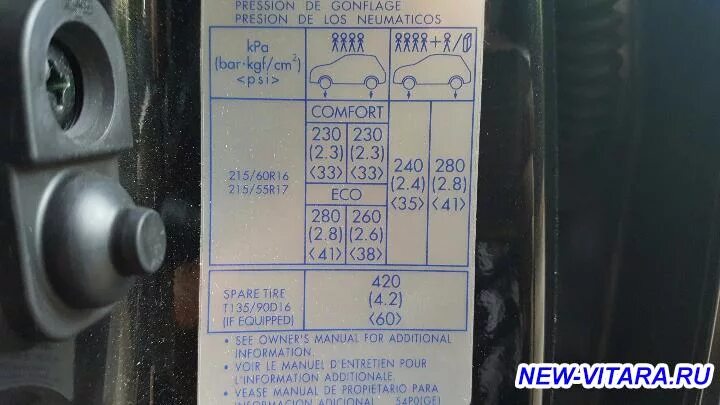 PRESSION DE GONFLAGE
PRESION DE LOS NEUMATICOS
kPa
(bar·kgf/cm²)
<psi>
+ /
COMFORT
230 230
(2.3) (2.3)
<33> <33>
215/60R16
215/55R17
240 280
(2.4) (2.8)
<35> <41>
ECO
280 260
(2.8) (2.6)
<41> <38>
SPARE TIRE
T135/90D16
(IF EQUIPPED)
420
(4.2)
<60>
• SEE OWNER'S MANUAL FOR ADDITIONAL
INFORMATION.
• VOIR LE MANUEL D'ENTRETIEN POUR
L'INFORMATION ADDITIONALE.
• VEASE MANUAL DE PROPIETARIO PARA
INFORMACION ADICIONAL. 54P0(GE)
NEW-VITARA.RU